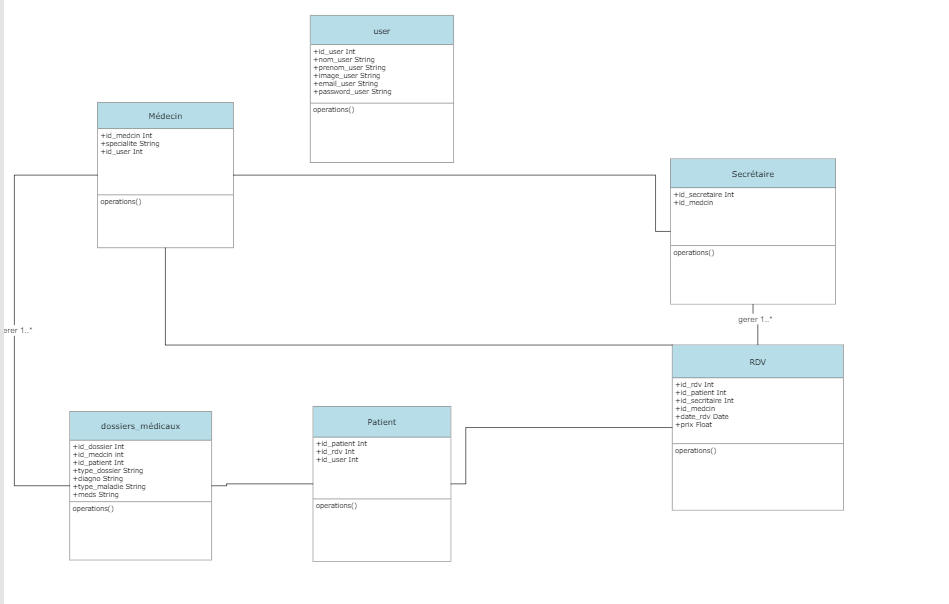 user
+id_user Int
+nom_user String
+prenom_user String
+image_user String
+email_user String
+password_user String
operations()
Médecin
+id_medcin Int
+specialite String
+id_user Int
operations()
Secrétaire
+id_secretaire Int
+id_medcin
operations()
erer 1..*
gerer 1..*
RDV
+id_rdv Int
+id_patient Int
+id_secritaire Int
+id_medcin
+date_rdv Date
+prix Float
operations()
dossiers_médicaux
+id_dossier Int
+id_medcin int
+id_patient Int
+type_dossier String
+diagno String
+type_maladie String
+meds String
operations()
Patient
+id_patient Int
+id_rdv Int
+id_user Int
operations()